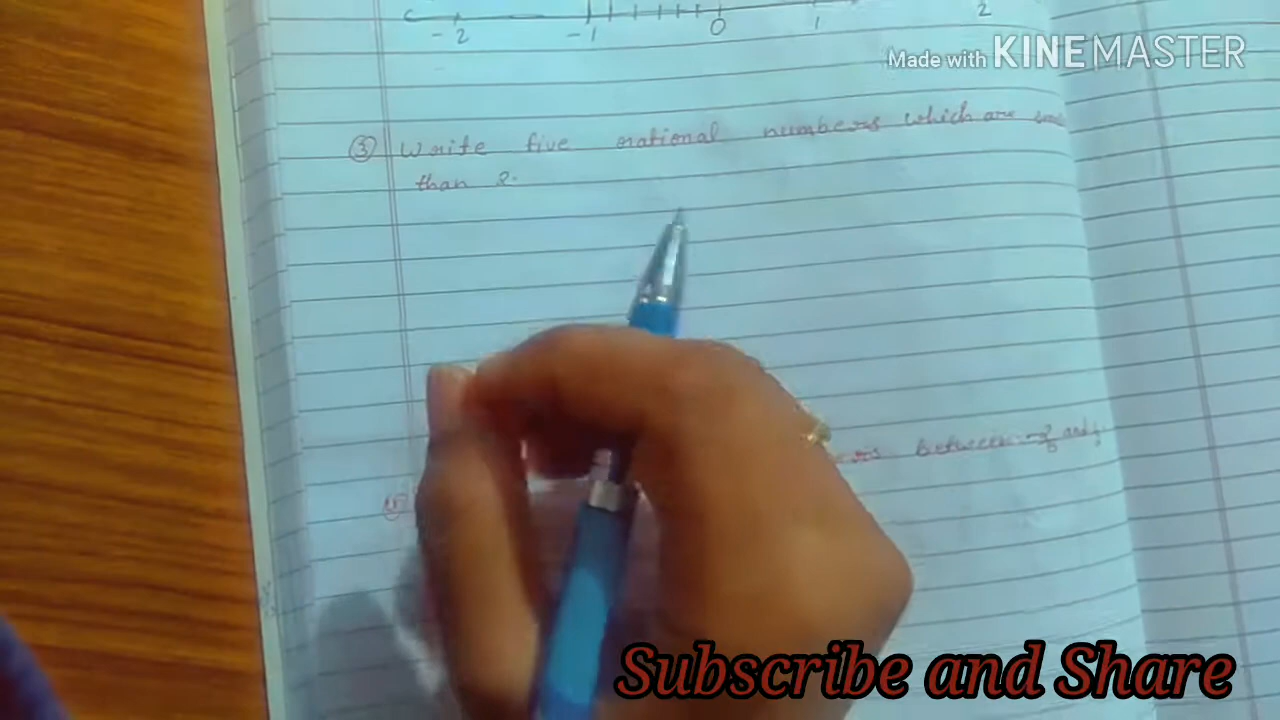 -2 -1 0 1 2
Made with KINEMASTER
③ Write five rational numbers which are
than 2.
between
Subscribe and Share